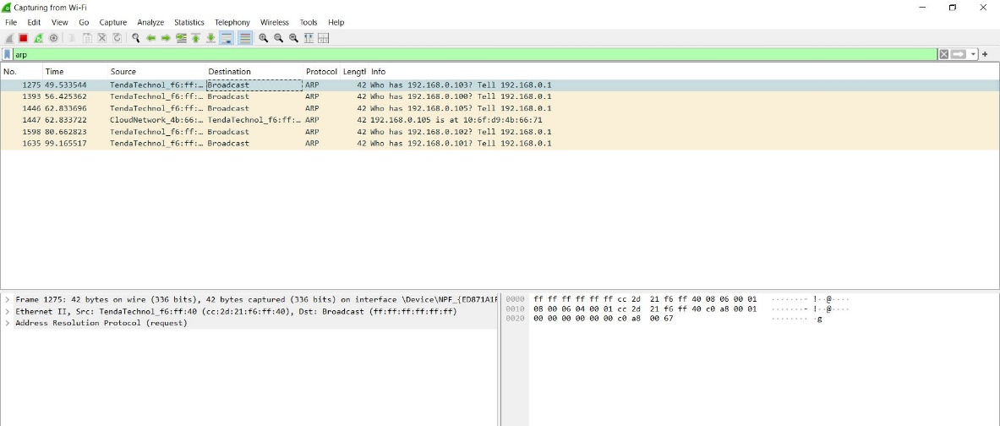 Capturing from Wi-Fi
File Edit View Go Capture Analyze Statistics Telephony Wireless Tools Help
arp
No. Time Source Destination Protocol Lengtl Info
1275 49.533544 TendaTechnol_f6:ff:… Broadcast ARP 42 Who has 192.168.0.103? Tell 192.168.0.1
1393 56.425362 TendaTechnol_f6:ff:… Broadcast ARP 42 Who has 192.168.0.100? Tell 192.168.0.1
1446 62.833696 TendaTechnol_f6:ff:… Broadcast ARP 42 Who has 192.168.0.105? Tell 192.168.0.1
1447 62.833722 CloudNetwork_4b:66:… TendaTechnol_f6:ff:… ARP 42 192.168.0.105 is at 10:6f:d9:4b:66:71
1598 80.662823 TendaTechnol_f6:ff:… Broadcast ARP 42 Who has 192.168.0.102? Tell 192.168.0.1
1635 99.165517 TendaTechnol_f6:ff:… Broadcast ARP 42 Who has 192.168.0.101? Tell 192.168.0.1
Frame 1275: 42 bytes on wire (336 bits), 42 bytes captured (336 bits) on interface \Device\NPF_{ED871A1F
Ethernet II, Src: TendaTechnol_f6:ff:40 (cc:2d:21:f6:ff:40), Dst: Broadcast (ff:ff:ff:ff:ff:ff)
Address Resolution Protocol (request)
0000 ff ff ff ff ff ff cc 2d 21 f6 ff 40 08 06 00 01 ·······- !··@····
0010 08 00 06 04 00 01 cc 2d 21 f6 ff 40 c0 a8 00 01 ·······- !··@····
0020 00 00 00 00 00 00 c0 a8 00 67 ········ ·g